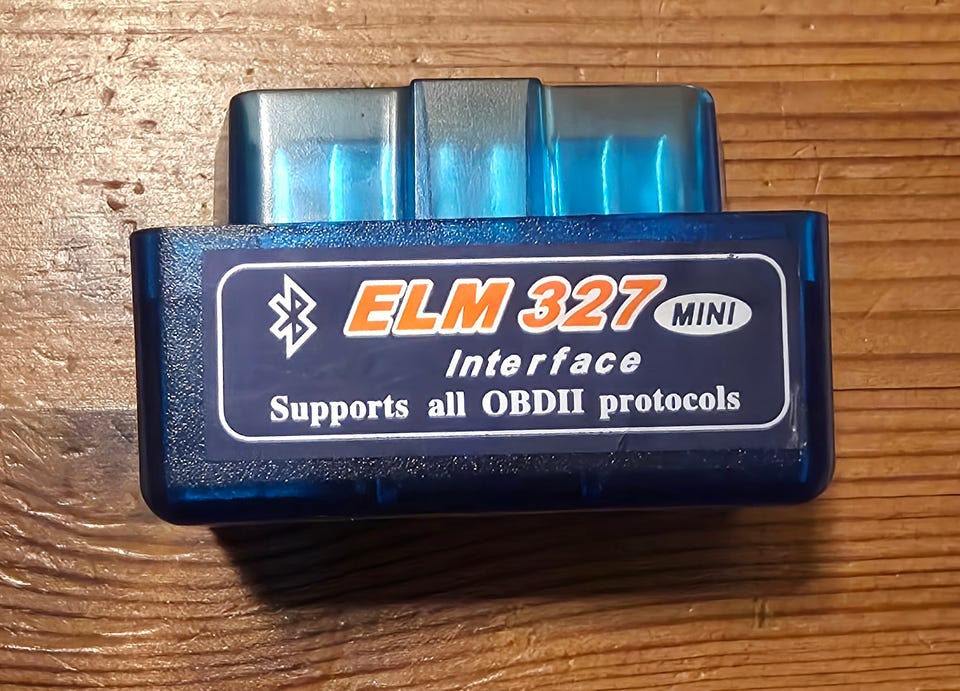 ELM 327 MINI
Interface
Supports all OBDII protocols